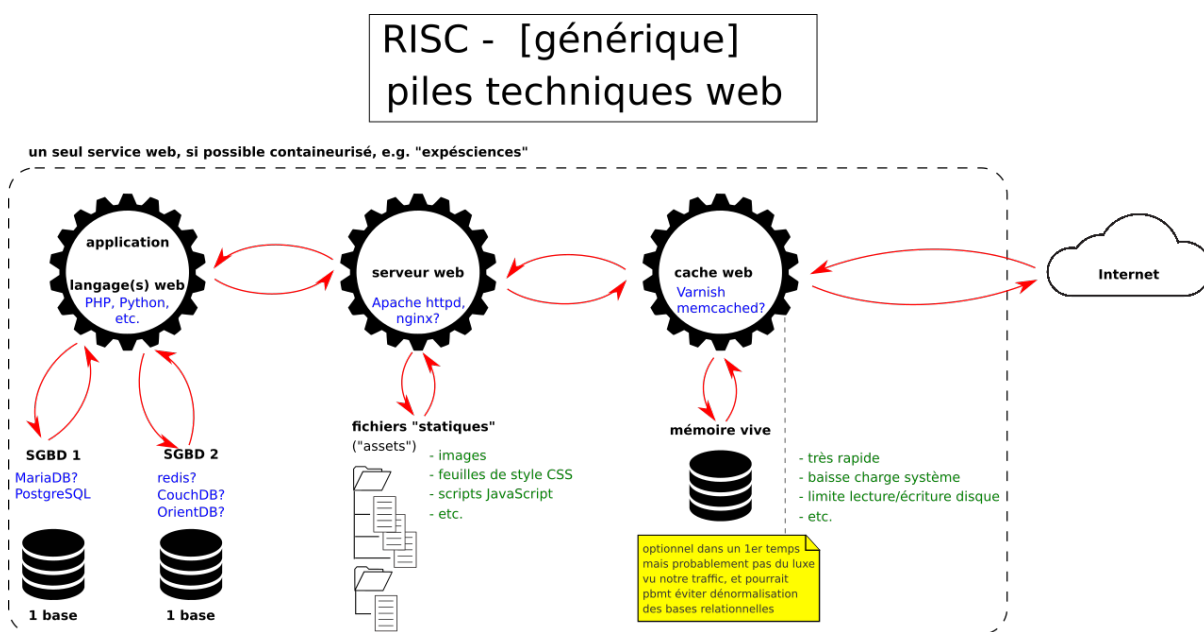 RISC - [générique]
piles techniques web
un seul service web, si possible containeurisé, e.g. "expésciences"
application
langage(s) web
PHP, Python,
etc.
serveur web
Apache httpd,
nginx?
cache web
Varnish
memcached?
Internet
SGBD 1
MariaDB?
PostgreSQL
1 base
SGBD 2
redis?
CouchDB?
OrientDB?
1 base
fichiers "statiques"
("assets")
- images
- feuilles de style CSS
- scripts JavaScript
- etc.
mémoire vive
- très rapide
- baisse charge système
- limite lecture/écriture disque
- etc.
optionnel dans un 1er temps
mais probablement pas du luxe
vu notre traffic, et pourrait
pbmt éviter dénormalisation
des bases relationnelles